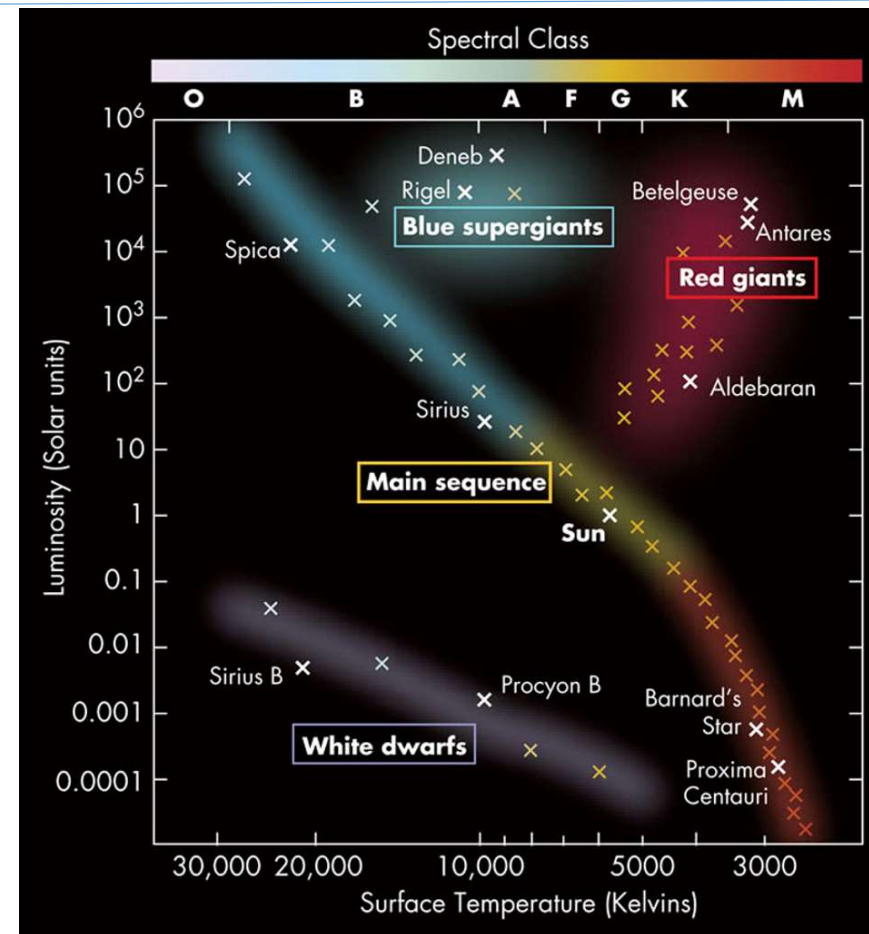 Spectral Class
O B A F G K M
10⁶
10⁵
10⁴
10³
10²
10
1
0.1
0.01
0.001
0.0001
Luminosity (Solar units)
Deneb
Rigel
Blue supergiants
Betelgeuse
Antares
Red giants
Aldebaran
Spica
Sirius
Main sequence
Sun
Sirius B
Procyon B
White dwarfs
Barnard's
Star
Proxima
Centauri
30,000 20,000 10,000 5000 3000
Surface Temperature (Kelvins)